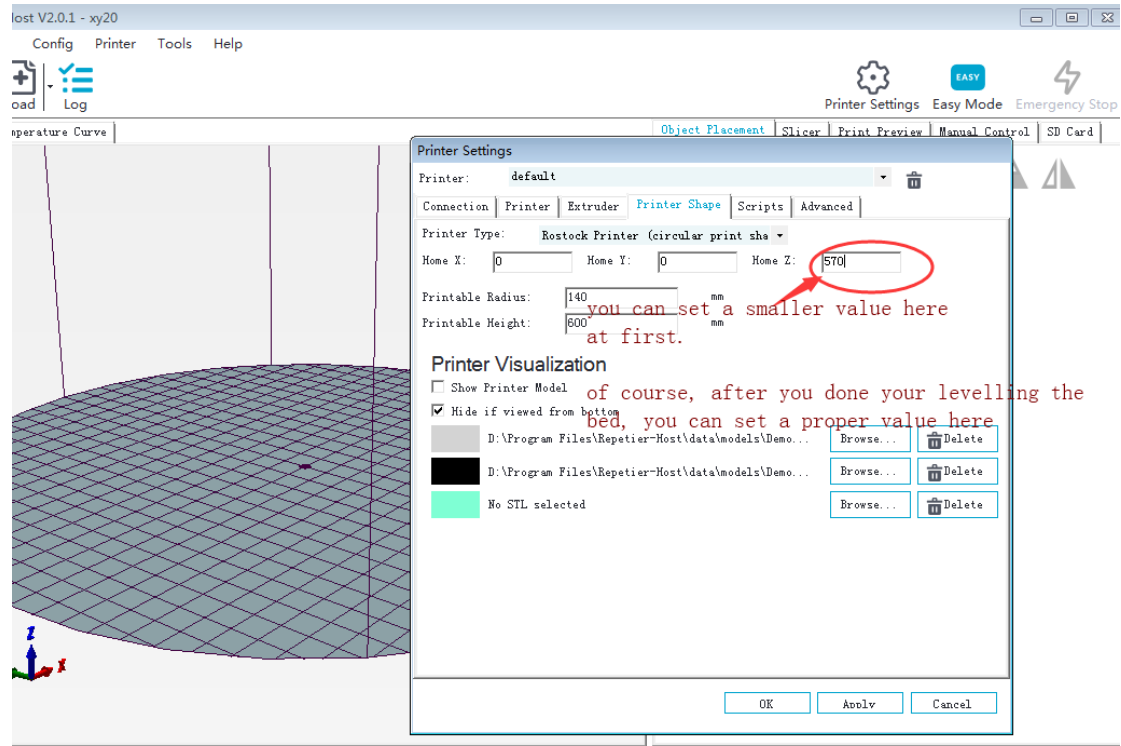 lost V2.0.1 - xy20
Config Printer Tools Help
oad Log
Printer Settings Easy Mode Emergency Stop
EASY
mperature Curve
Object Placement Slicer Print Preview Manual Control SD Card
Printer Settings
Printer: default
Connection Printer Extruder Printer Shape Scripts Advanced
Printer Type: Rostock Printer (circular print sha
Home X: 0 Home Y: 0 Home Z: 570
Printable Radius: 140 mm
Printable Height: 600 mm
you can set a smaller value here
at first.
Printer Visualization
Show Printer Model
Hide if viewed from bottom
of course, after you done your levelling the
bed, you can set a proper value here
D:\Program Files\Repetier-Host\data\models\Demo... Browse... Delete
D:\Program Files\Repetier-Host\data\models\Demo... Browse... Delete
No STL selected Browse... Delete
Z
X
OK Apply Cancel